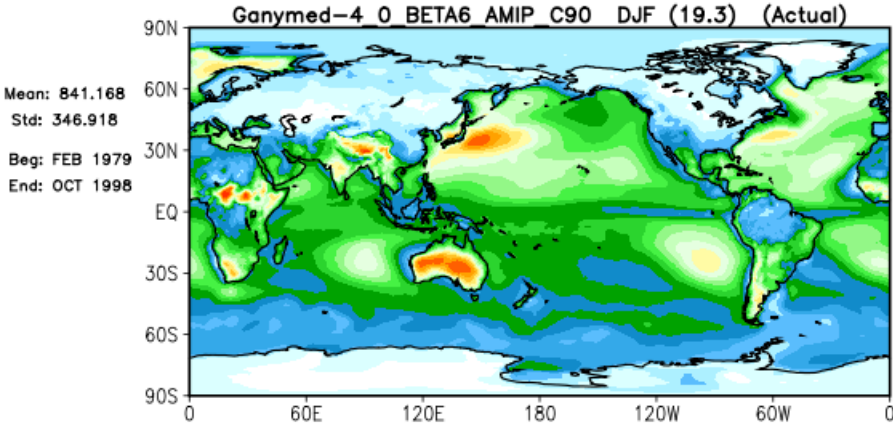 Ganymed-4_0_BETA6_AMIP_C90 DJF (19.3) (Actual)
Mean: 841.168
Std: 346.918
Beg: FEB 1979
End: OCT 1998
90N
60N
30N
EQ
30S
60S
90S
0 60E 120E 180 120W 60W 0